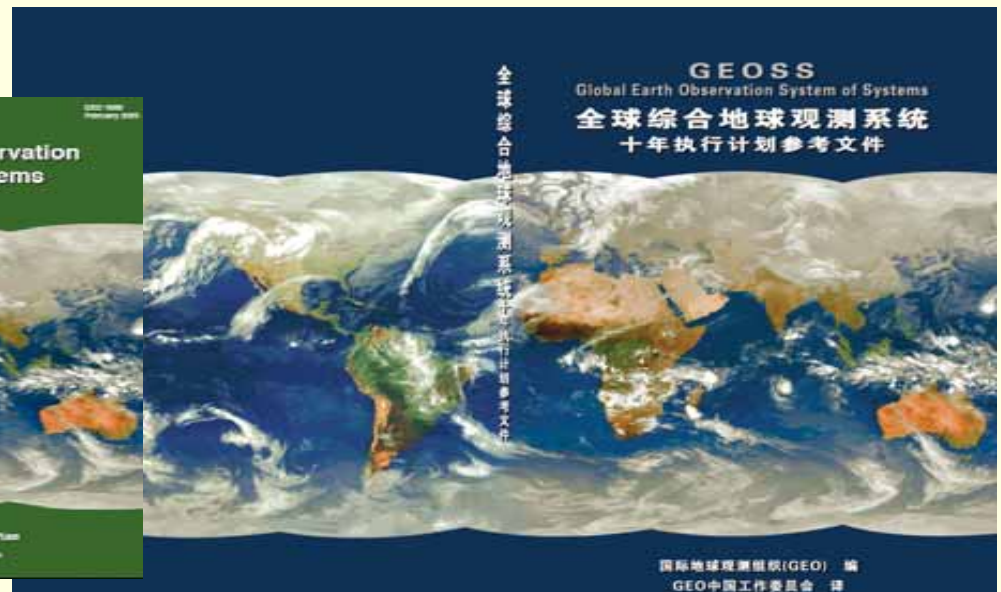 February 2005
rvation
ems
全球综合地球观测系统十年执行计划参考文件
GEOSS
Global Earth Observation System of Systems
全球综合地球观测系统
十年执行计划参考文件
国际地球观测组织(GEO) 编
GEO中国工作委员会 译